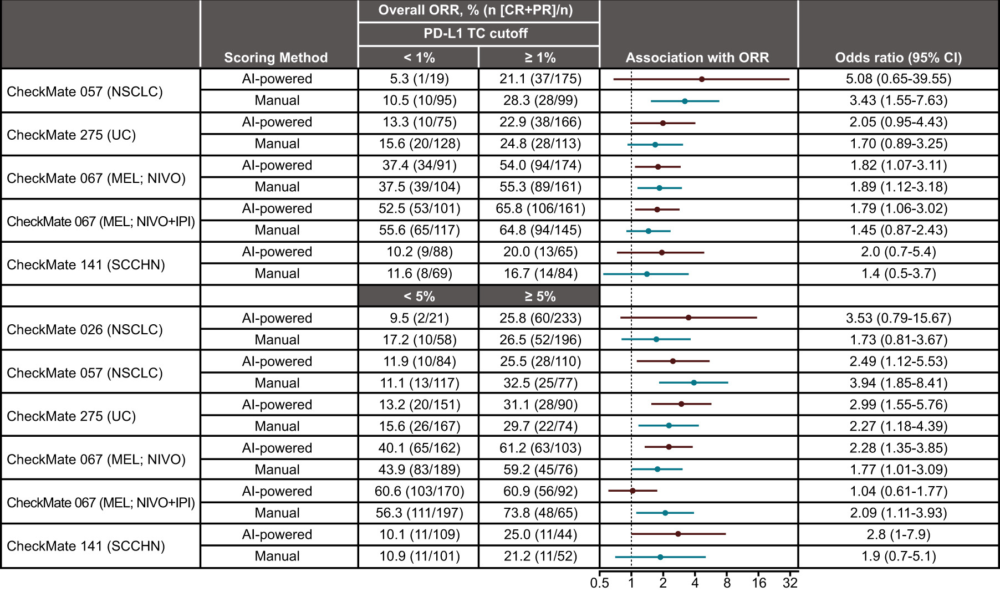 Overall ORR, % (n [CR+PR]/n)
PD-L1 TC cutoff
Scoring Method < 1% ≥ 1% Association with ORR Odds ratio (95% CI)
CheckMate 057 (NSCLC)
AI-powered 5.3 (1/19) 21.1 (37/175) 5.08 (0.65-39.55)
Manual 10.5 (10/95) 28.3 (28/99) 3.43 (1.55-7.63)
CheckMate 275 (UC)
AI-powered 13.3 (10/75) 22.9 (38/166) 2.05 (0.95-4.43)
Manual 15.6 (20/128) 24.8 (28/113) 1.70 (0.89-3.25)
CheckMate 067 (MEL; NIVO)
AI-powered 37.4 (34/91) 54.0 (94/174) 1.82 (1.07-3.11)
Manual 37.5 (39/104) 55.3 (89/161) 1.89 (1.12-3.18)
CheckMate 067 (MEL; NIVO+IPI)
AI-powered 52.5 (53/101) 65.8 (106/161) 1.79 (1.06-3.02)
Manual 55.6 (65/117) 64.8 (94/145) 1.45 (0.87-2.43)
CheckMate 141 (SCCHN)
AI-powered 10.2 (9/88) 20.0 (13/65) 2.0 (0.7-5.4)
Manual 11.6 (8/69) 16.7 (14/84) 1.4 (0.5-3.7)
< 5% ≥ 5%
CheckMate 026 (NSCLC)
AI-powered 9.5 (2/21) 25.8 (60/233) 3.53 (0.79-15.67)
Manual 17.2 (10/58) 26.5 (52/196) 1.73 (0.81-3.67)
CheckMate 057 (NSCLC)
AI-powered 11.9 (10/84) 25.5 (28/110) 2.49 (1.12-5.53)
Manual 11.1 (13/117) 32.5 (25/77) 3.94 (1.85-8.41)
CheckMate 275 (UC)
AI-powered 13.2 (20/151) 31.1 (28/90) 2.99 (1.55-5.76)
Manual 15.6 (26/167) 29.7 (22/74) 2.27 (1.18-4.39)
CheckMate 067 (MEL; NIVO)
AI-powered 40.1 (65/162) 61.2 (63/103) 2.28 (1.35-3.85)
Manual 43.9 (83/189) 59.2 (45/76) 1.77 (1.01-3.09)
CheckMate 067 (MEL; NIVO+IPI)
AI-powered 60.6 (103/170) 60.9 (56/92) 1.04 (0.61-1.77)
Manual 56.3 (111/197) 73.8 (48/65) 2.09 (1.11-3.93)
CheckMate 141 (SCCHN)
AI-powered 10.1 (11/109) 25.0 (11/44) 2.8 (1-7.9)
Manual 10.9 (11/101) 21.2 (11/52) 1.9 (0.7-5.1)
0.5 1 2 4 8 16 32